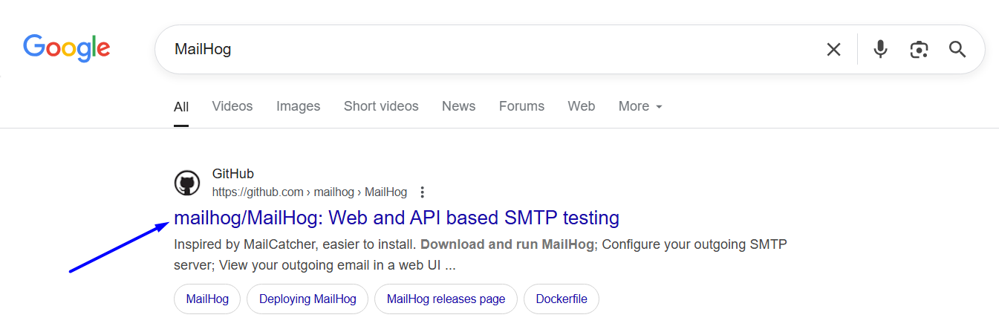 Google
MailHog
All Videos Images Short videos News Forums Web More
GitHub
https://github.com › mailhog › MailHog
mailhog/MailHog: Web and API based SMTP testing
Inspired by MailCatcher, easier to install. Download and run MailHog; Configure your outgoing SMTP
server; View your outgoing email in a web UI ...
MailHog Deploying MailHog MailHog releases page Dockerfile